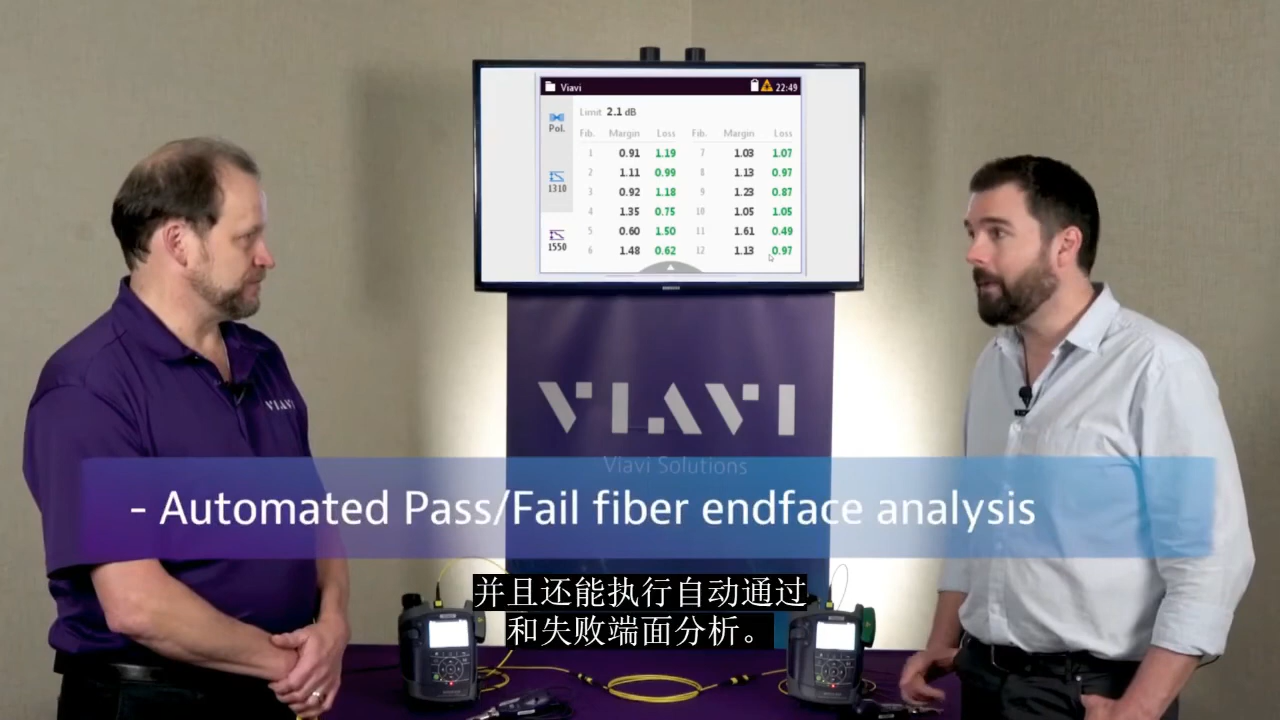 Viavi 22:49
Limit 2.1 dB
Pol.
Fib. Margin Loss Fib. Margin Loss
1 0.91 1.19 7 1.03 1.07
2 1.11 0.99 8 1.13 0.97
1310
3 0.92 1.18 9 1.23 0.87
4 1.35 0.75 10 1.05 1.05
5 0.60 1.50 11 1.61 0.49
1550
6 1.48 0.62 12 1.13 0.97
VIAVI
VIAVI
Viavi Solutions
- Automated Pass/Fail fiber endface analysis
并且还能执行自动通过
和失败端面分析。